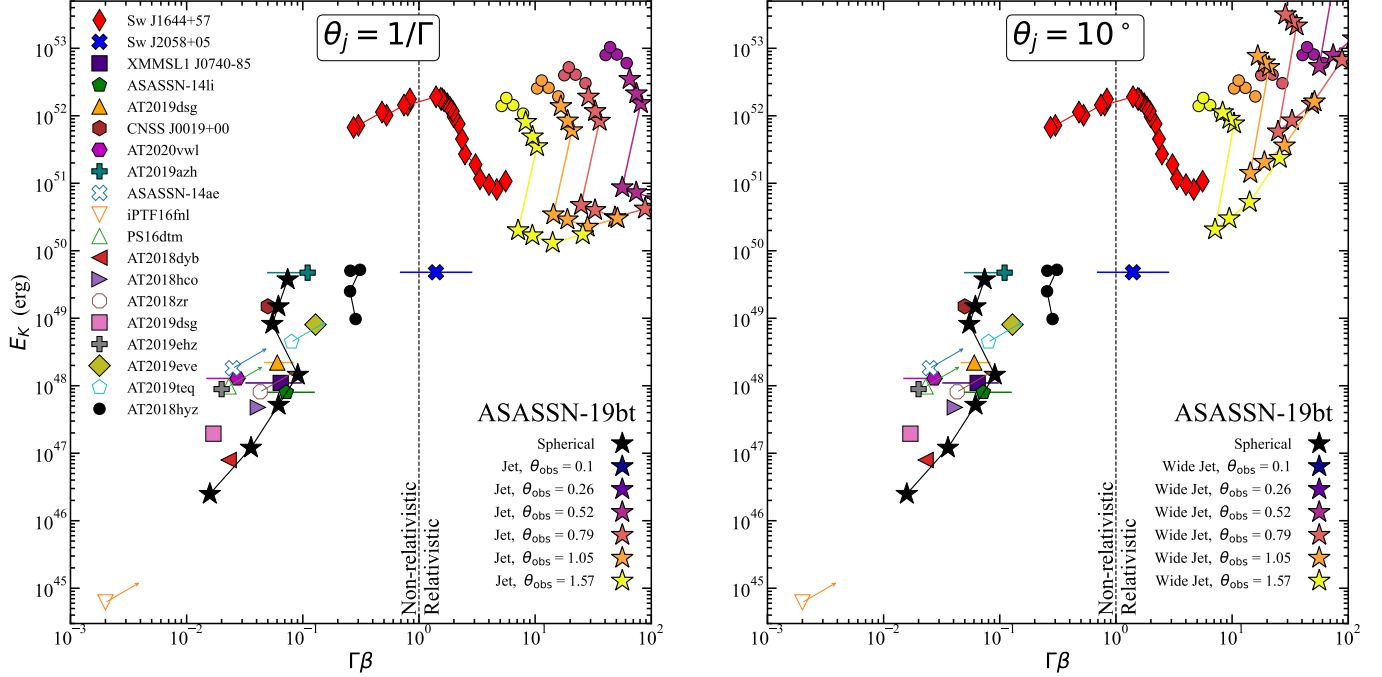 θj = 1/Γ
Sw J1644+57
Sw J2058+05
XMMSL1 J0740-85
ASASSN-14li
AT2019dsg
CNSS J0019+00
AT2020vwl
AT2019azh
ASASSN-14ae
iPTF16fnl
PS16dtm
AT2018dyb
AT2018hco
AT2018zr
AT2019dsg
AT2019ehz
AT2019eve
AT2019teq
AT2018hyz
ASASSN-19bt
Spherical
Jet, θobs = 0.1
Jet, θobs = 0.26
Jet, θobs = 0.52
Jet, θobs = 0.79
Jet, θobs = 1.05
Jet, θobs = 1.57
Non-relativistic
Relativistic
EK (erg)
10^53
10^52
10^51
10^50
10^49
10^48
10^47
10^46
10^45
10^-3
10^-2
10^-1
10^0
10^1
10^2
Γβ
θj = 10°
ASASSN-19bt
Spherical
Wide Jet, θobs = 0.1
Wide Jet, θobs = 0.26
Wide Jet, θobs = 0.52
Wide Jet, θobs = 0.79
Wide Jet, θobs = 1.05
Wide Jet, θobs = 1.57
Non-relativistic
Relativistic
EK (erg)
10^53
10^52
10^51
10^50
10^49
10^48
10^47
10^46
10^45
10^-3
10^-2
10^-1
10^0
10^1
10^2
Γβ